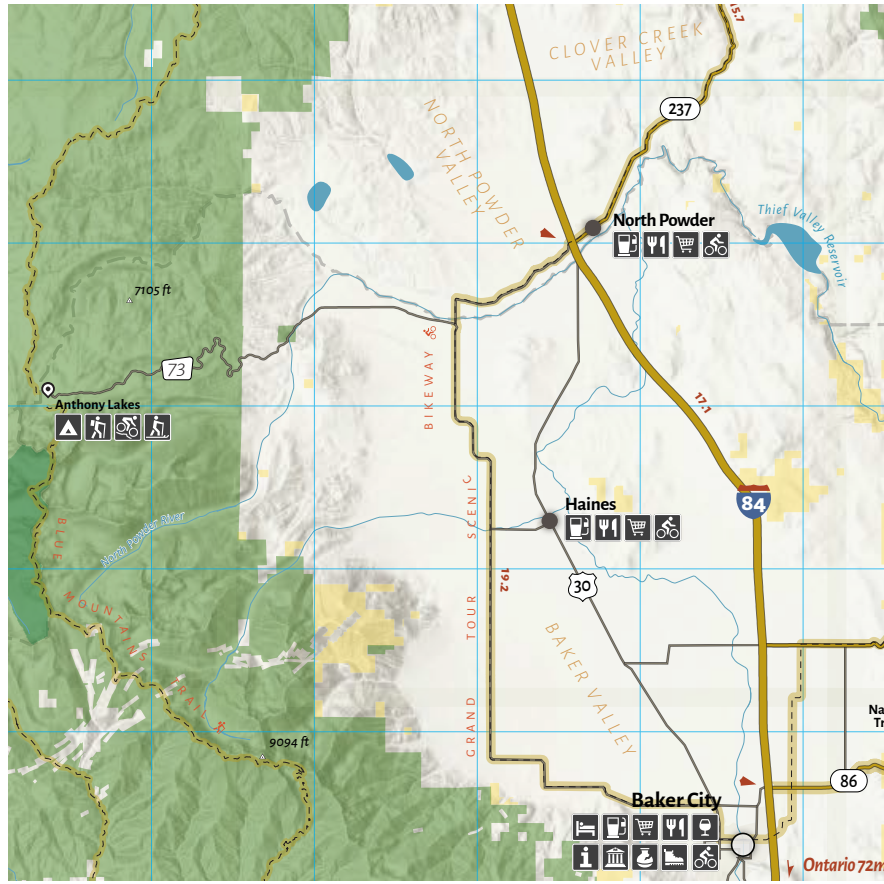 15.7
CLOVER CREEK
VALLEY
237
NORTH POWDER
VALLEY
North Powder
Thief Valley
Reservoir
7105 ft
73
BIKEWAY
Anthony Lakes
17.1
SCENIC
84
Haines
BLUE
North Powder River
19.2
30
MOUNTAINS
TOUR
BAKER VALLEY
TRAIL
GRAND
Na
Tr
9094 ft
86
Baker City
i
Ontario 72m